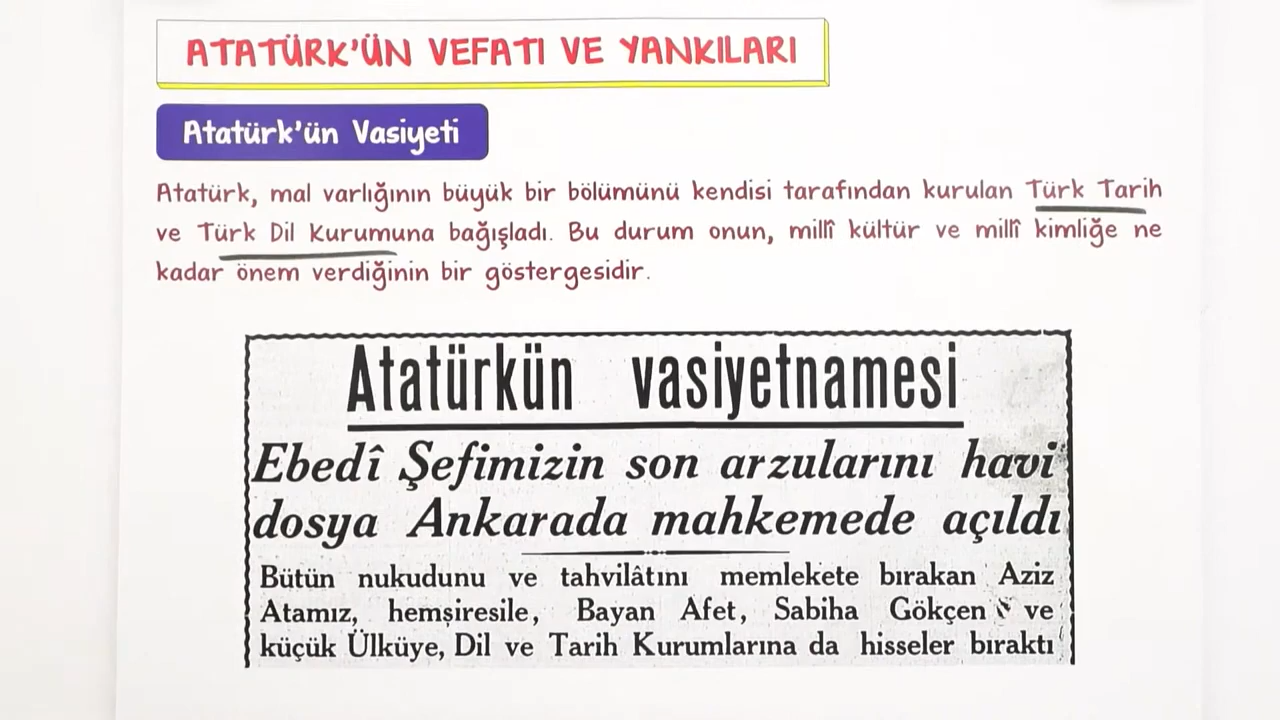 ATATÜRK'ÜN VEFATI VE YANKILARI
Atatürk'ün Vasiyeti
Atatürk, mal varlığının büyük bir bölümünü kendisi tarafından kurulan Türk Tarih
ve Türk Dil Kurumuna bağışladı. Bu durum onun, millî kültür ve millî kimliğe ne
kadar önem verdiğinin bir göstergesidir.
Atatürkün vasiyetnamesi
Ebedî Şefimizin son arzularını havi
dosya Ankarada mahkemede açıldı
Bütün nukudunu ve tahvilâtını memlekete bırakan Aziz
Atamız, hemşiresile, Bayan Afet, Sabiha Gökçen ve
küçük Ülküye, Dil ve Tarih Kurumlarına da hisseler bıraktı